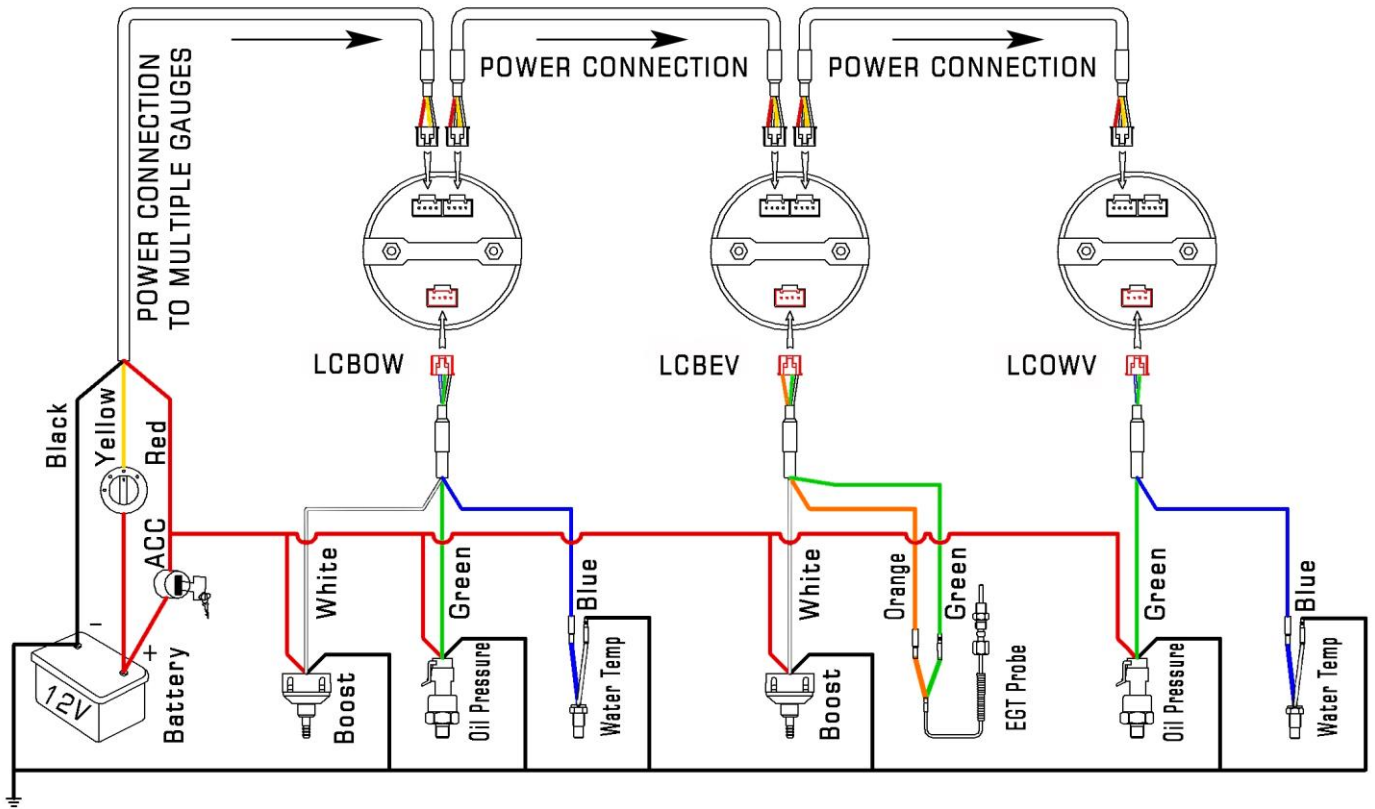 POWER CONNECTION
TO MULTIPLE GAUGES
POWER CONNECTION
POWER CONNECTION
LCBOW
LCBEV
LCOWV
Black
Yellow
Red
ACC
White
Green
Blue
White
Orange
Green
Green
Blue
-
+
12V
Battery
Boost
Oil Pressure
Water Temp
Boost
EGT Probe
Oil Pressure
Water Temp